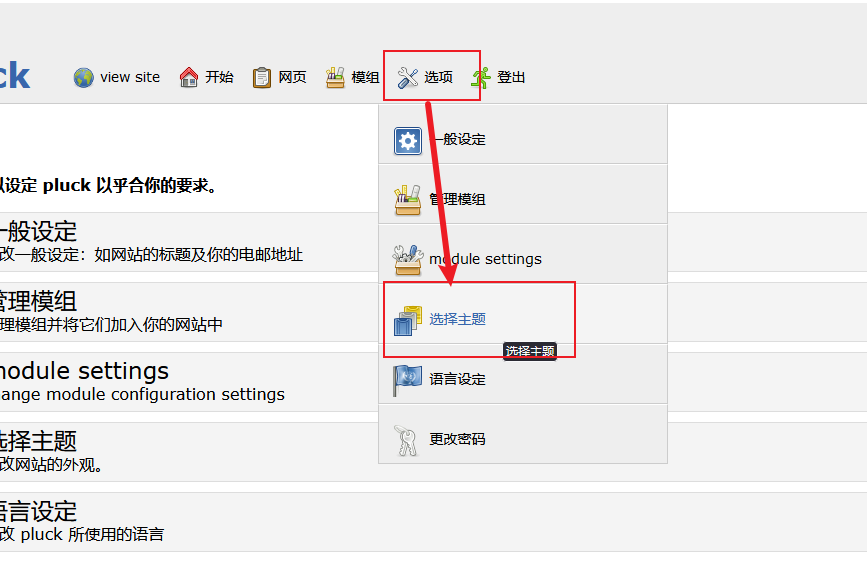 ck
view site 开始 网页 模组 选项 登出
一般设定
管理模组
module settings
选择主题
选择主题
语言设定
更改密码
以设定 pluck 以乎合你的要求。
一般设定
改一般设定：如网站的标题及你的电邮地址
管理模组
理模组并将它们加入你的网站中
module settings
ange module configuration settings
选择主题
改网站的外观。
语言设定
改 pluck 所使用的语言